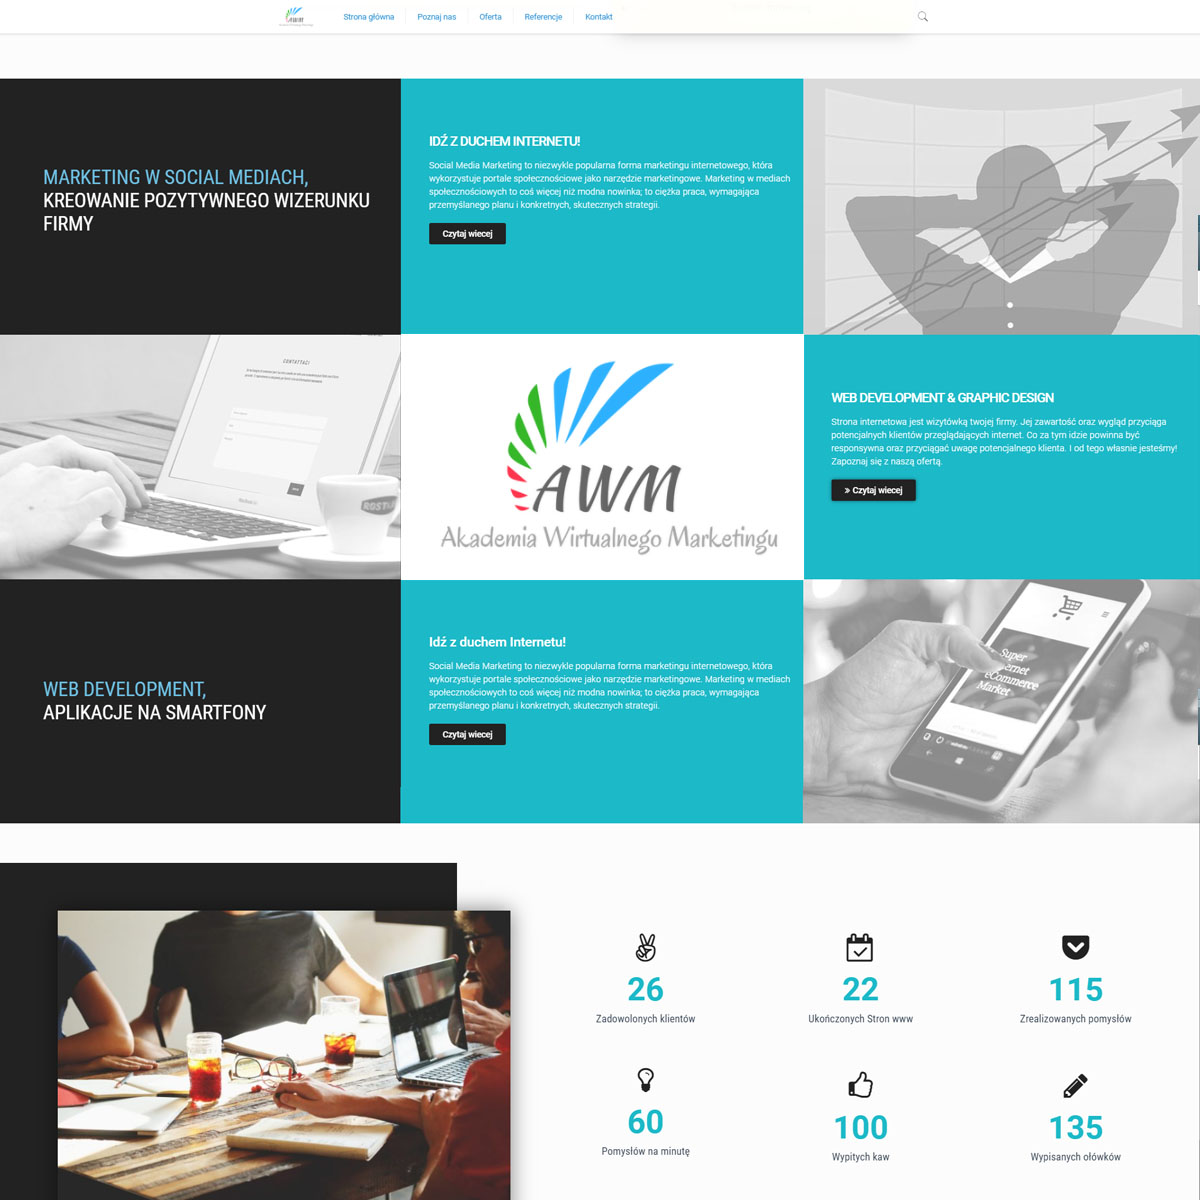 AWM
Strona główna
Poznaj nas
Oferta
Referencje
Kontakt
MARKETING W SOCIAL MEDIACH,
KREOWANIE POZYTYWNEGO WIZERUNKU
FIRMY
IDŹ Z DUCHEM INTERNETU!
Social Media Marketing to niezwykle popularna forma marketingu internetowego, która
wykorzystuje portale społecznościowe jako narzędzie marketingowe. Marketing w mediach
społecznościowych to coś więcej niż modna nowinka; to ciężka praca, wymagająca
przemyślanego planu i konkretnych, skutecznych strategii.
Czytaj wiecej
CONTATTACI
AWM
Akademia Wirtualnego Marketingu
WEB DEVELOPMENT & GRAPHIC DESIGN
Strona internetowa jest wizytówką twojej firmy. Jej zawartość oraz wygląd przyciąga
potencjalnych klientów przeglądających internet. Co za tym idzie powinna być
responsywna oraz przyciągać uwagę potencjalnego klienta. I od tego własnie jesteśmy!
Zapoznaj się z naszą ofertą.
» Czytaj wiecej
WEB DEVELOPMENT,
APLIKACJE NA SMARTFONY
Idź z duchem Internetu!
Social Media Marketing to niezwykle popularna forma marketingu internetowego, która
wykorzystuje portale społecznościowe jako narzędzie marketingowe. Marketing w mediach
społecznościowych to coś więcej niż modna nowinka; to ciężka praca, wymagająca
przemyślanego planu i konkretnych, skutecznych strategii.
Czytaj wiecej
Super
eCommerce
Market
26
Zadowolonych klientów
22
Ukończonych Stron www
115
Zrealizowanych pomysłów
60
Pomysłów na minutę
100
Wypitych kaw
135
Wypisanych ołówków